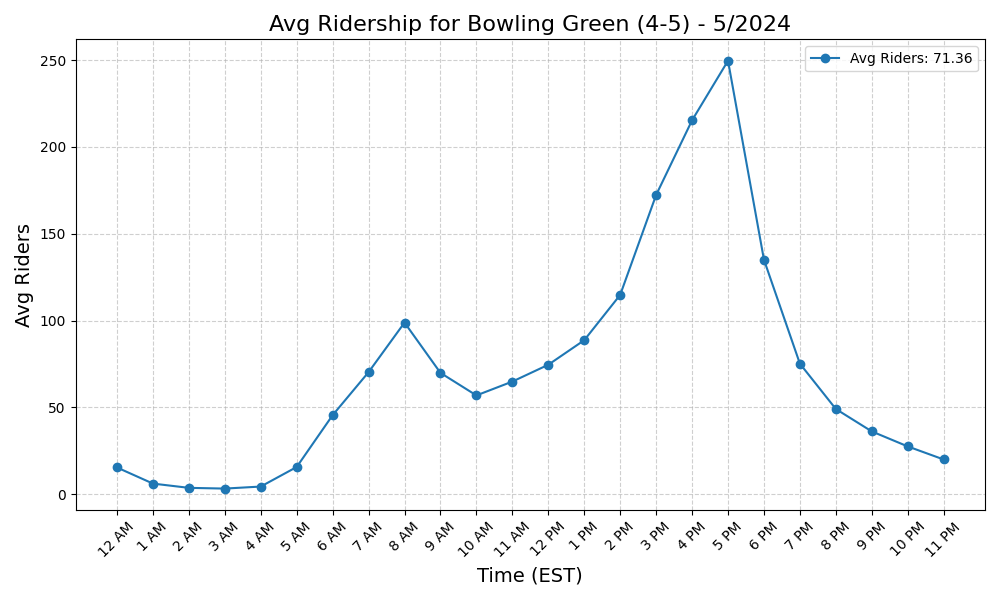 Avg Ridership for Bowling Green (4-5) - 5/2024
Avg Riders: 71.36
250
200
150
100
50
0
Avg Riders
12 AM
1 AM
2 AM
3 AM
4 AM
5 AM
6 AM
7 AM
8 AM
9 AM
10 AM
11 AM
12 PM
1 PM
2 PM
3 PM
4 PM
5 PM
6 PM
7 PM
8 PM
9 PM
10 PM
11 PM
Time (EST)